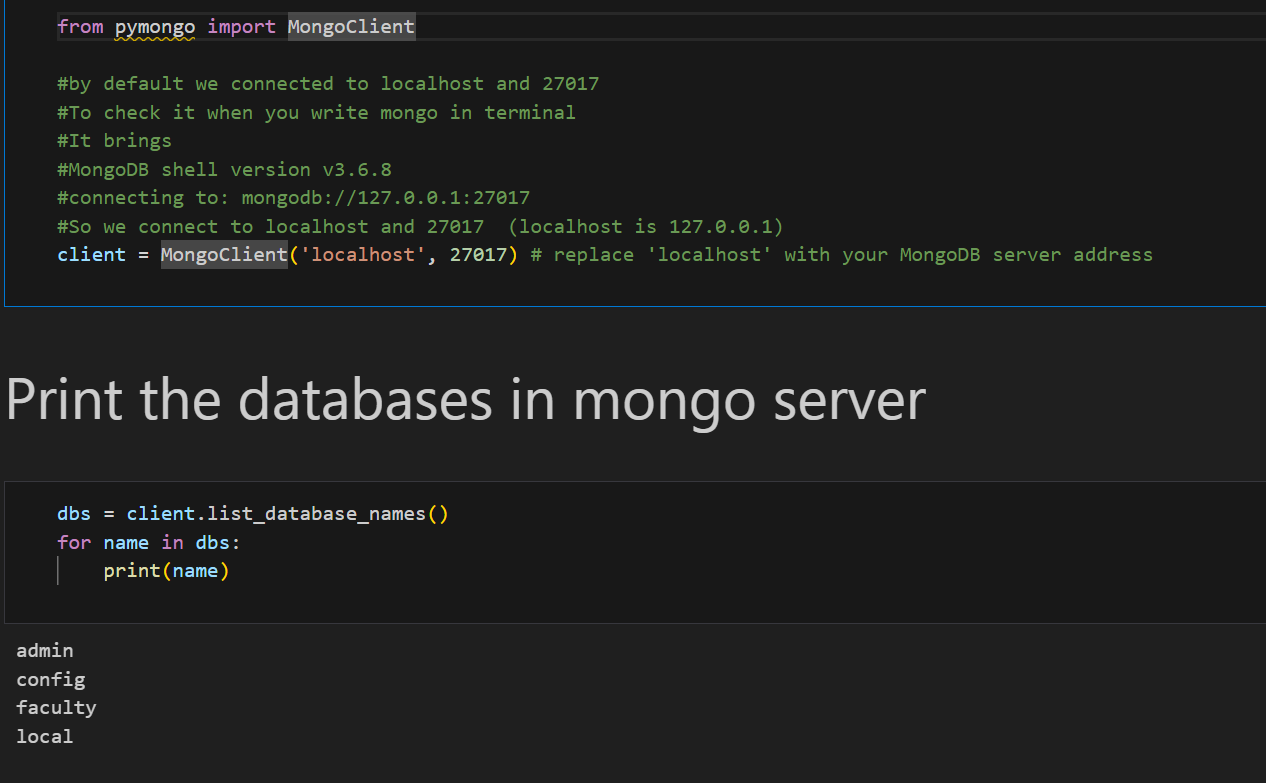 from pymongo import MongoClient
#by default we connected to localhost and 27017
#To check it when you write mongo in terminal
#It brings
#MongoDB shell version v3.6.8
#connecting to: mongodb://127.0.0.1:27017
#So we connect to localhost and 27017  (localhost is 127.0.0.1)
client = MongoClient('localhost', 27017) # replace 'localhost' with your MongoDB server address
Print the databases in mongo server
dbs = client.list_database_names()
for name in dbs:
    print(name)
admin
config
faculty
local